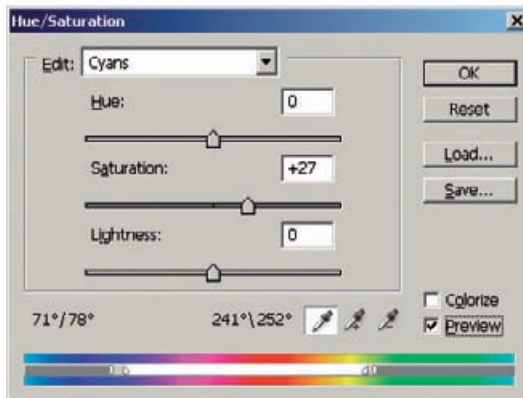 Hue/Saturation
Edit: Cyans
OK
Hue: 0
Reset
Saturation: +27
Load...
Save...
Lightness: 0
Colorize
71°/78° 241°\252°
Preview